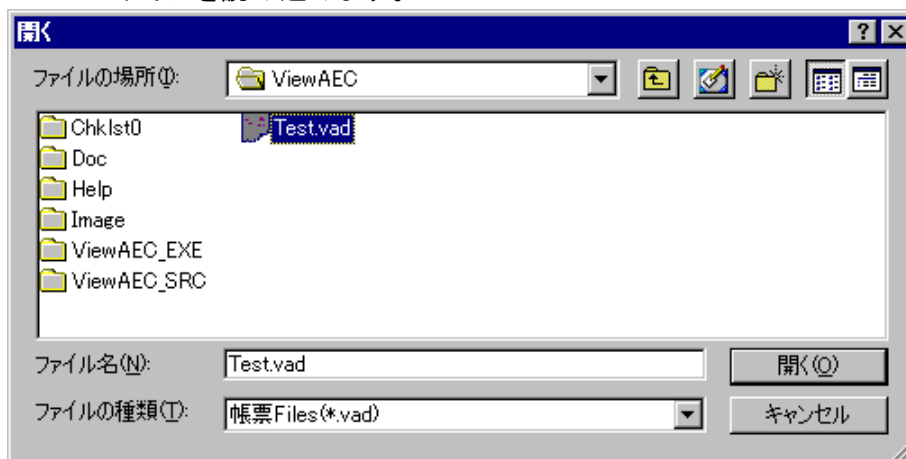 開く
ファイルの場所(I):
ViewAEC
Chklst0
Test.vad
Doc
Help
Image
ViewAEC_EXE
ViewAEC_SRC
ファイル名(N):
Test.vad
開く(O)
ファイルの種類(T):
帳票Files(*.vad)
キャンセル